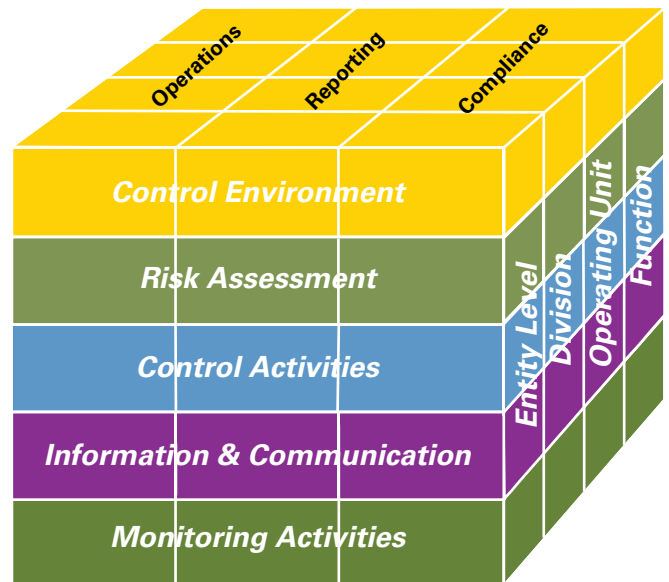 Operations
Reporting
Compliance
Control Environment
Risk Assessment
Control Activities
Information & Communication
Monitoring Activities
Entity Level
Division
Operating Unit
Function